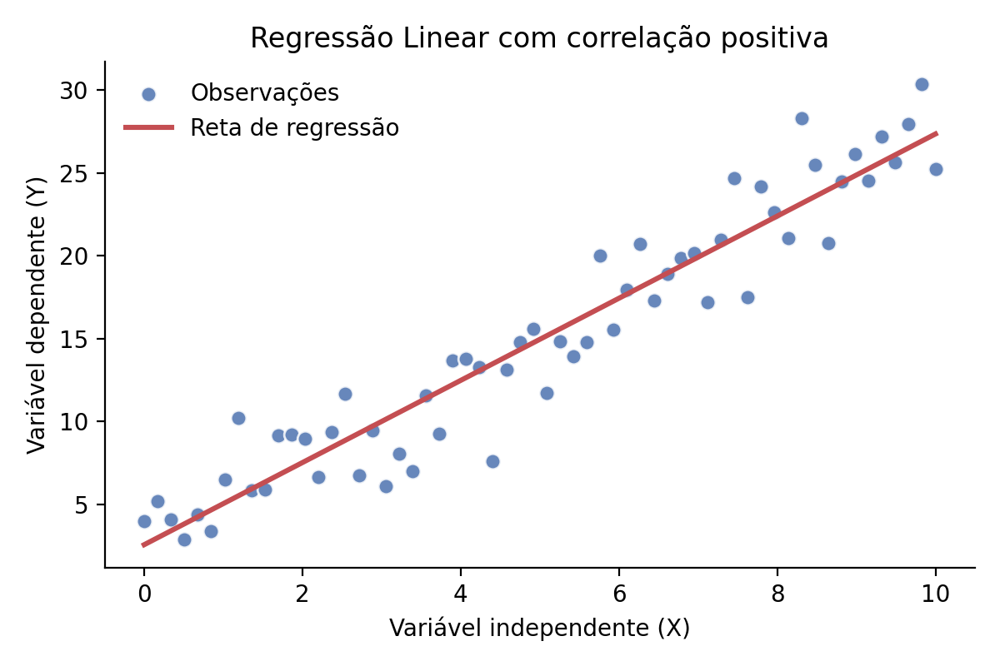 Regressão Linear com correlação positiva
Observações
Reta de regressão
30
25
20
15
10
5
Variável dependente (Y)
0 2 4 6 8 10
Variável independente (X)